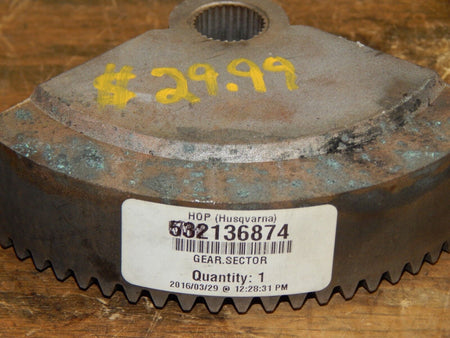 $29.99
HOP (Husqvarna)
532136874
GEAR.SECTOR
Quantity: 1
2016/03/29 @ 12:28:31 PM